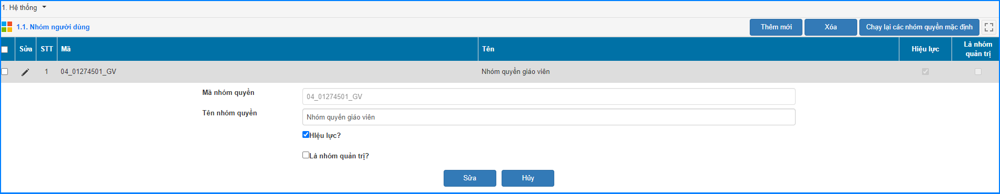 1. Hệ thống
1.1. Nhóm người dùng
Thêm mới
Xóa
Chạy lại các nhóm quyền mặc định
Sửa STT Mã Tên Hiệu lực Là nhóm
quản trị
1 04_01274501_GV Nhóm quyền giáo viên
Mã nhóm quyền 04_01274501_GV
Tên nhóm quyền Nhóm quyền giáo viên
HIệu lực?
Là nhóm quản trị?
Sửa Hủy